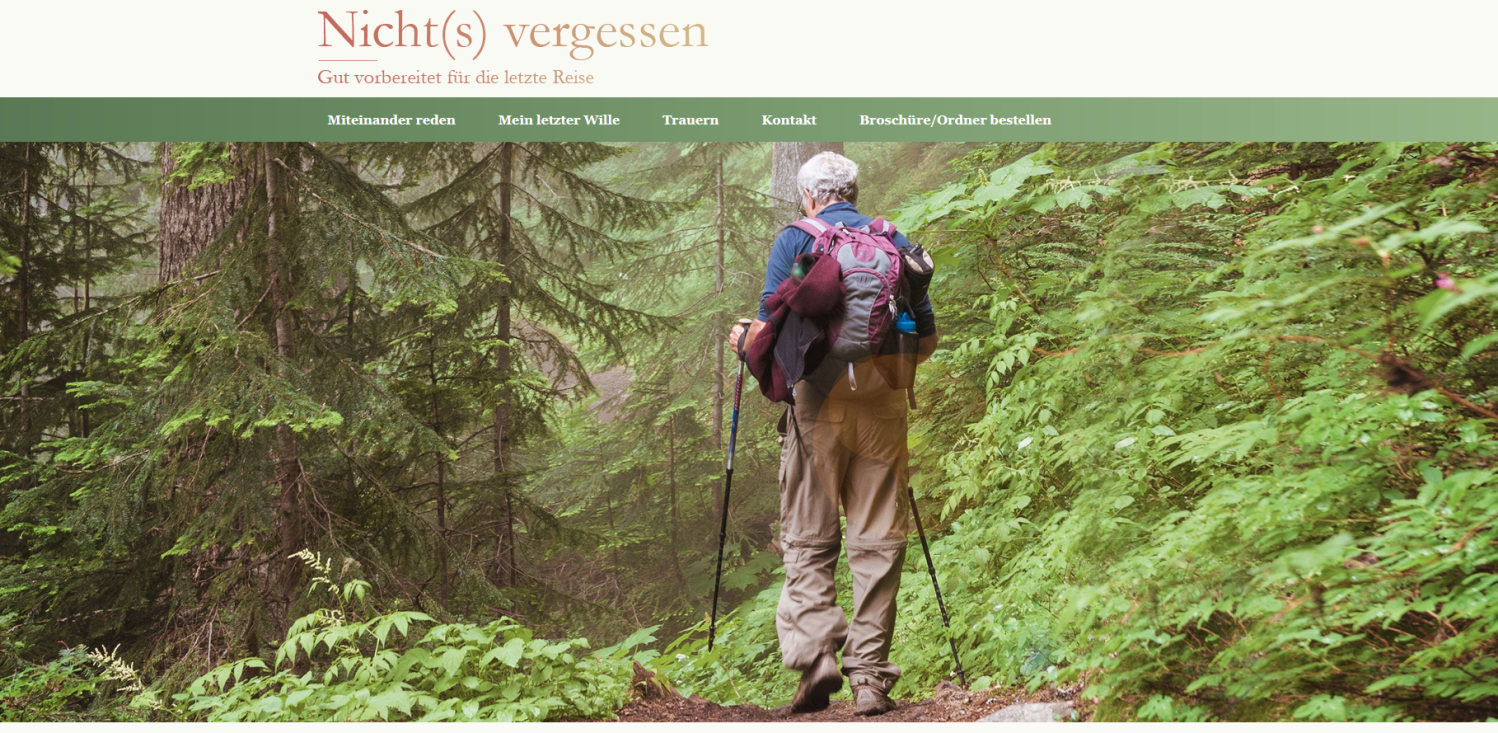 Nicht(s) vergessen
Gut vorbereitet für die letzte Reise
Miteinander reden Mein letzter Wille Trauern Kontakt Broschüre/Ordner bestellen